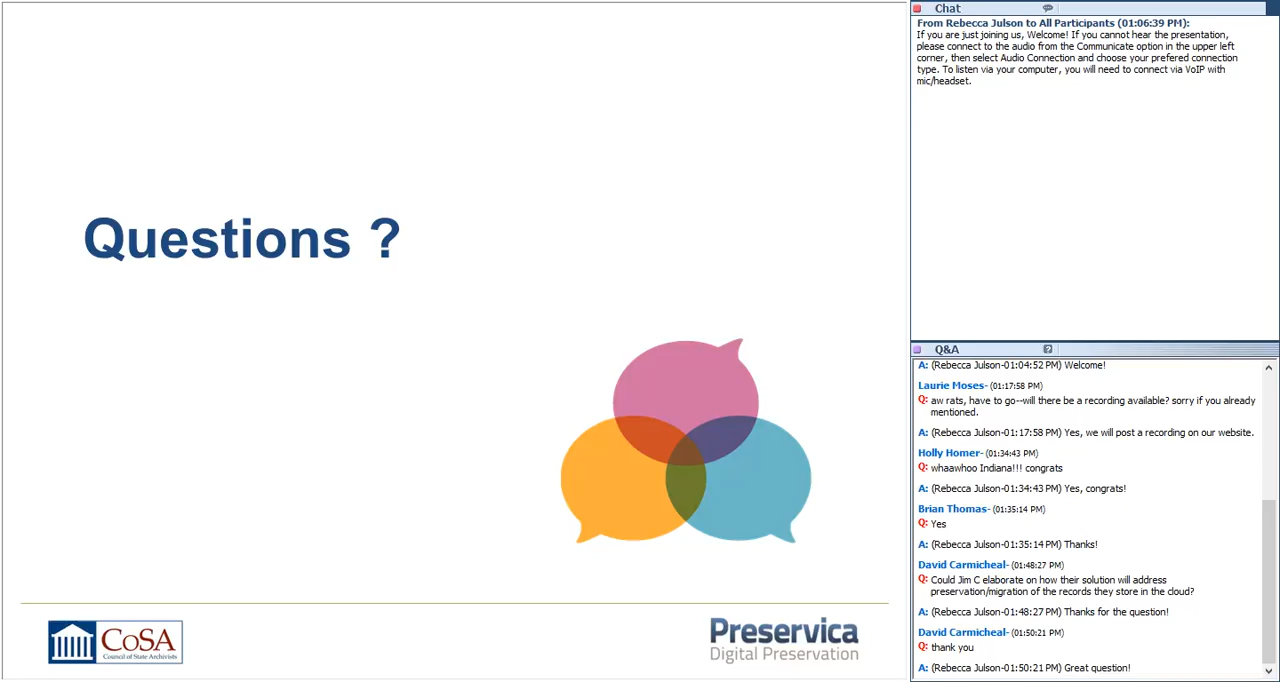 Questions ?
CoSA
Council of State Archivists
Preservica
Digital Preservation
Chat
From Rebecca Julson to All Participants (01:06:39 PM):
If you are just joining us, Welcome! If you cannot hear the presentation,
please connect to the audio from the Communicate option in the upper left
corner, then select Audio Connection and choose your prefered connection
type. To listen via your computer, you will need to connect via VoIP with
mic/headset.
Q&A
A: (Rebecca Julson-01:04:52 PM) Welcome!
Laurie Moses- (01:17:58 PM)
Q: aw rats, have to go--will there be a recording available? sorry if you already
mentioned.
A: (Rebecca Julson-01:17:58 PM) Yes, we will post a recording on our website.
Holly Homer- (01:34:43 PM)
Q: whaawhoo Indiana!!! congrats
A: (Rebecca Julson-01:34:43 PM) Yes, congrats!
Brian Thomas- (01:35:14 PM)
Q: Yes
A: (Rebecca Julson-01:35:14 PM) Thanks!
David Carmicheal- (01:48:27 PM)
Q: Could Jim C elaborate on how their solution will address
preservation/migration of the records they store in the cloud?
A: (Rebecca Julson-01:48:27 PM) Thanks for the question!
David Carmicheal- (01:50:21 PM)
Q: thank you
A: (Rebecca Julson-01:50:21 PM) Great question!